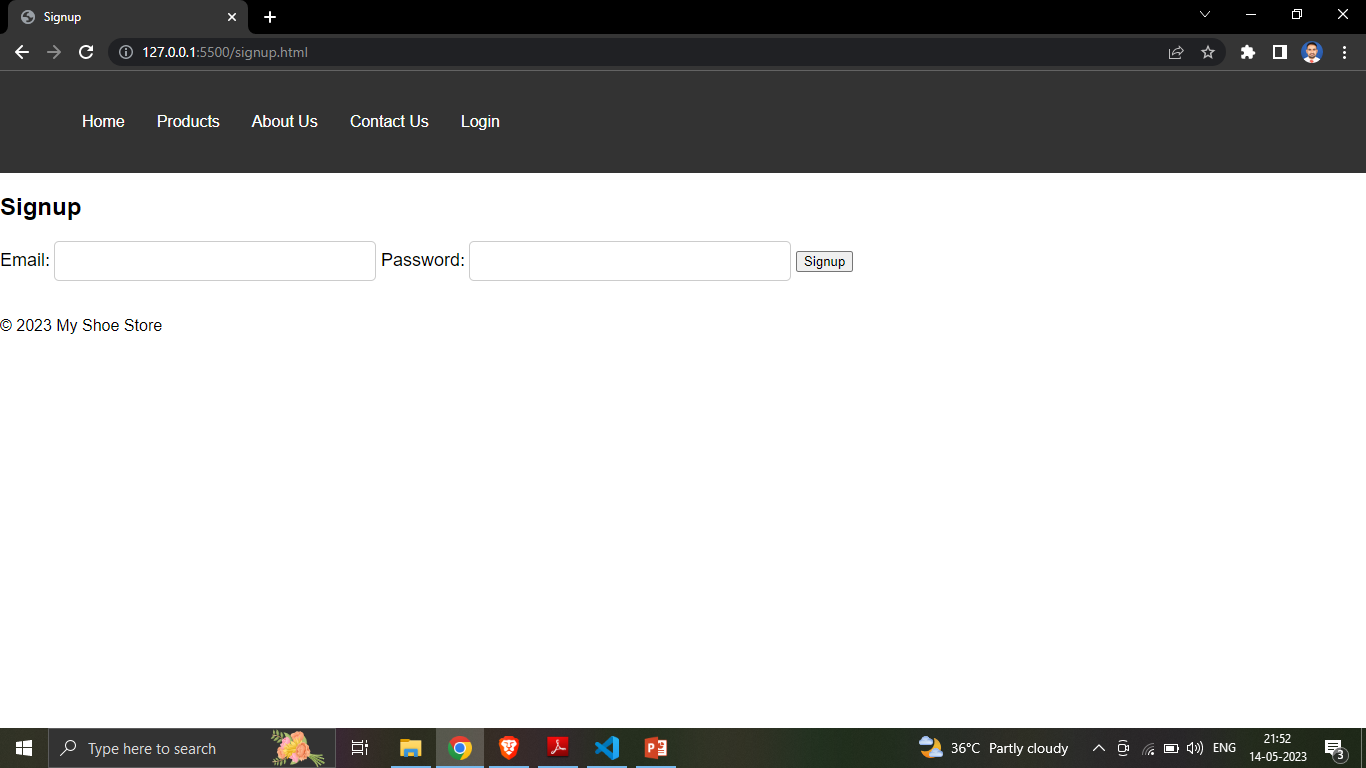 Signup
127.0.0.1:5500/signup.html
Home Products About Us Contact Us Login
Signup
Email: Password: Signup
© 2023 My Shoe Store
Type here to search 36°C Partly cloudy ENG 21:52
14-05-2023 3